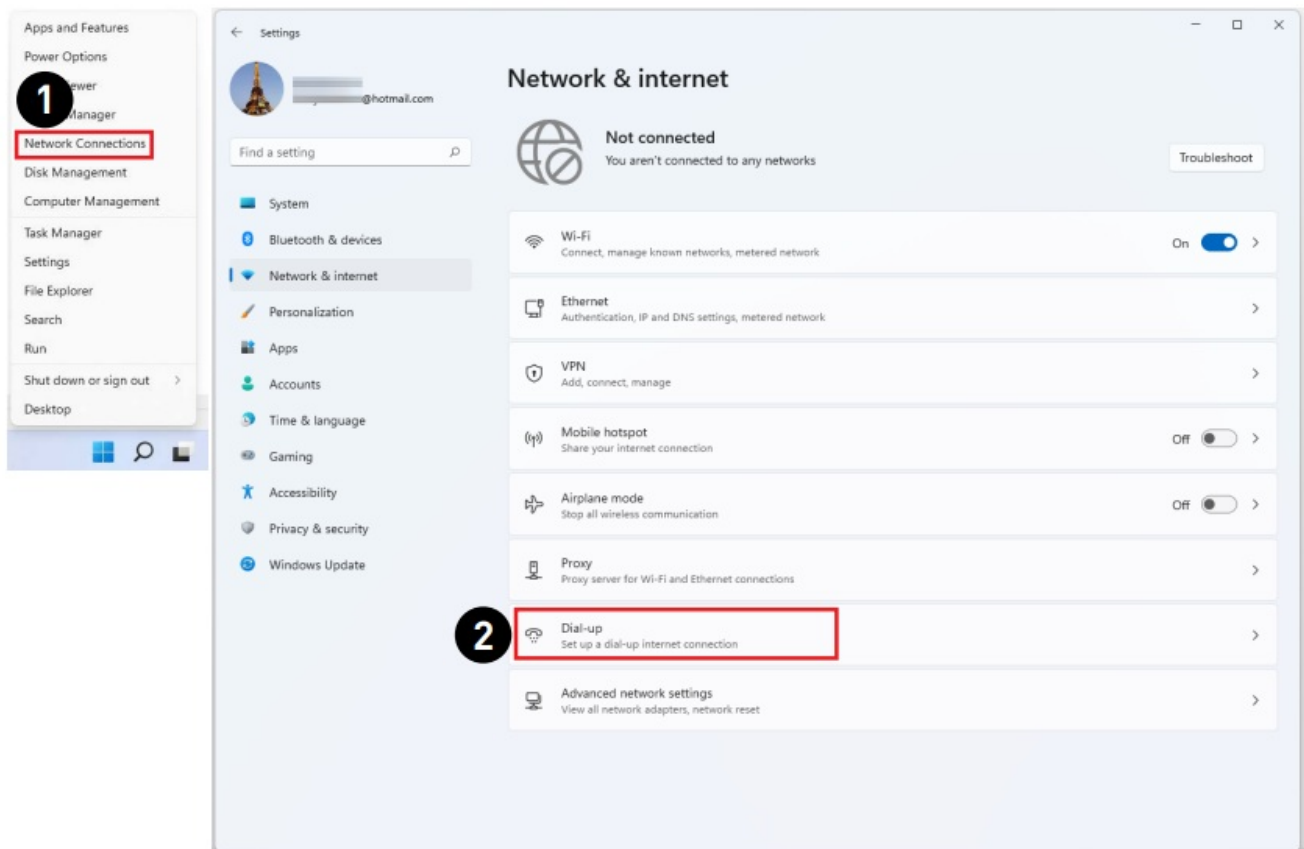 Apps and Features
Power Options
ewer
1
Manager
Network Connections
Disk Management
Computer Management
Task Manager
Settings
File Explorer
Search
Run
Shut down or sign out
Desktop
Settings
@hotmail.com
Find a setting
System
Bluetooth & devices
Network & internet
Personalization
Apps
Accounts
Time & language
Gaming
Accessibility
Privacy & security
Windows Update
Network & internet
Not connected
You aren't connected to any networks
Troubleshoot
Wi-Fi
Connect, manage known networks, metered network
On
Ethernet
Authentication, IP and DNS settings, metered network
VPN
Add, connect, manage
Mobile hotspot
Share your internet connection
Off
Airplane mode
Stop all wireless communication
Off
Proxy
Proxy server for Wi-Fi and Ethernet connections
2
Dial-up
Set up a dial-up internet connection
Advanced network settings
View all network adapters, network reset